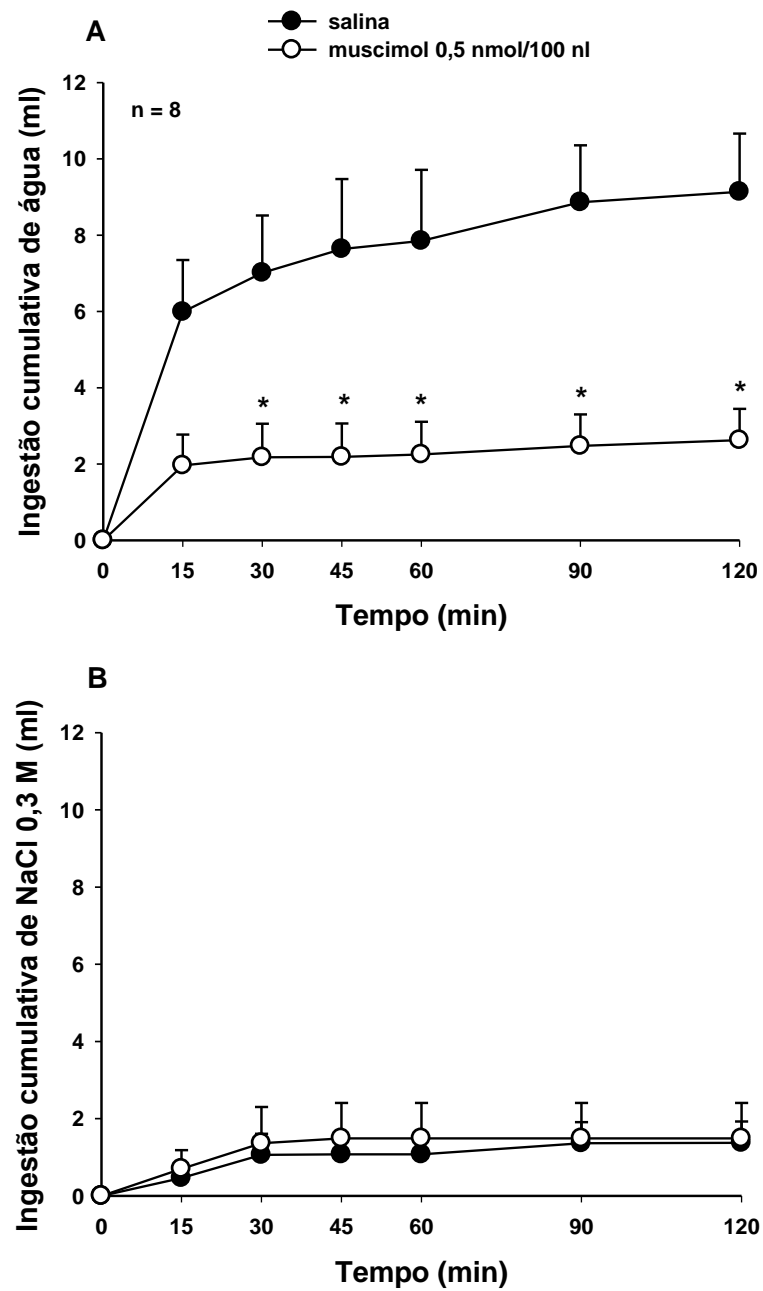 salina
muscimol 0,5 nmol/100 nl
A
n = 8
Ingestão cumulativa de água (ml)
12
10
8
6
4
2
0
* * * * *
0 15 30 45 60 90 120
Tempo (min)
B
Ingestão cumulativa de NaCl 0,3 M (ml)
12
10
8
6
4
2
0
0 15 30 45 60 90 120
Tempo (min)